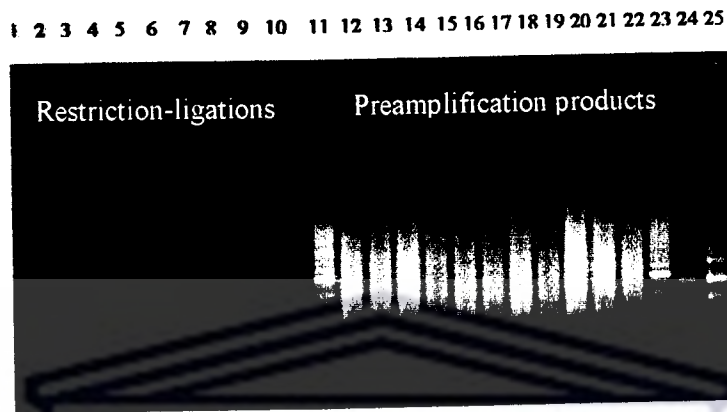 1 2 3 4 5 6 7 8 9 10 11 12 13 14 15 16 17 18 19 20 21 22 23 24 25
Restriction-ligations Preamplification products